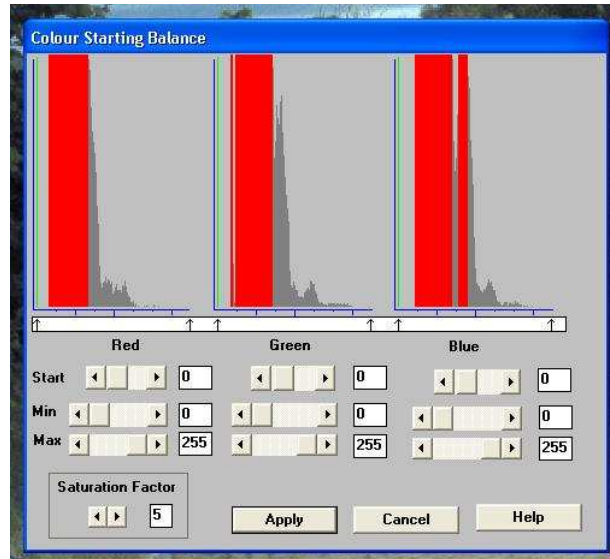 Colour Starting Balance
Red Green Blue
Start 0 0 0
Min 0 0 0
Max 255 255 255
Saturation Factor
5
Apply Cancel Help